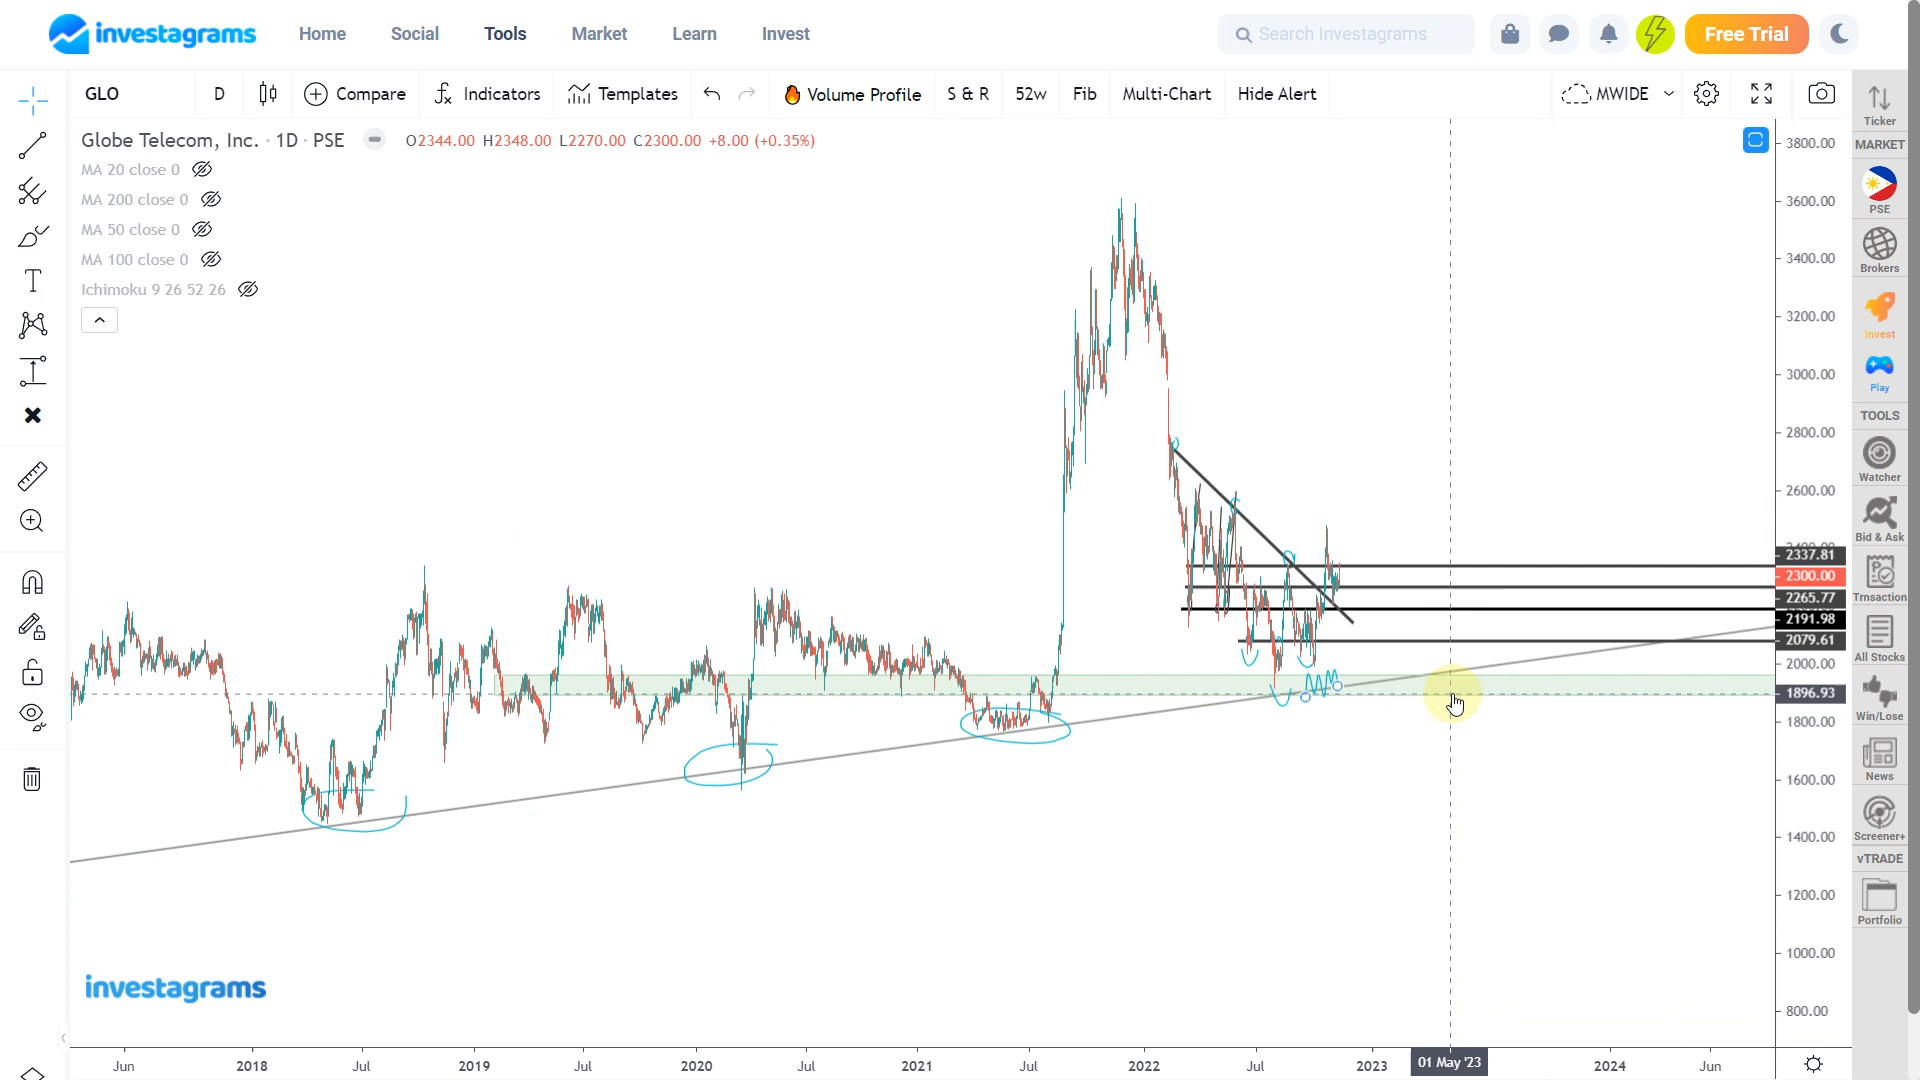 investagrams
Home Social Tools Market Learn Invest
Search Investagrams
Free Trial
GLO D Compare Indicators Templates Volume Profile S & R 52w Fib Multi-Chart Hide Alert MWIDE
Globe Telecom, Inc. · 1D · PSE O2344.00 H2348.00 L2270.00 C2300.00 +8.00 (+0.35%)
MA 20 close 0
MA 200 close 0
MA 50 close 0
MA 100 close 0
Ichimoku 9 26 52 26
3800.00
3600.00
3400.00
3200.00
3000.00
2800.00
2600.00
2400.00
2337.81
2300.00
2265.77
2191.98
2079.61
2000.00
1896.93
1800.00
1600.00
1400.00
1200.00
1000.00
800.00
Ticker
MARKET
PSE
Brokers
Invest
Play
TOOLS
Watcher
Bid & Ask
Trnsaction
All Stocks
Win/Lose
News
Screener+
vTRADE
Portfolio
investagrams
Jun 2018 Jul 2019 Jul 2020 Jul 2021 Jul 2022 Jul 2023 01 May '23 2024 Jun